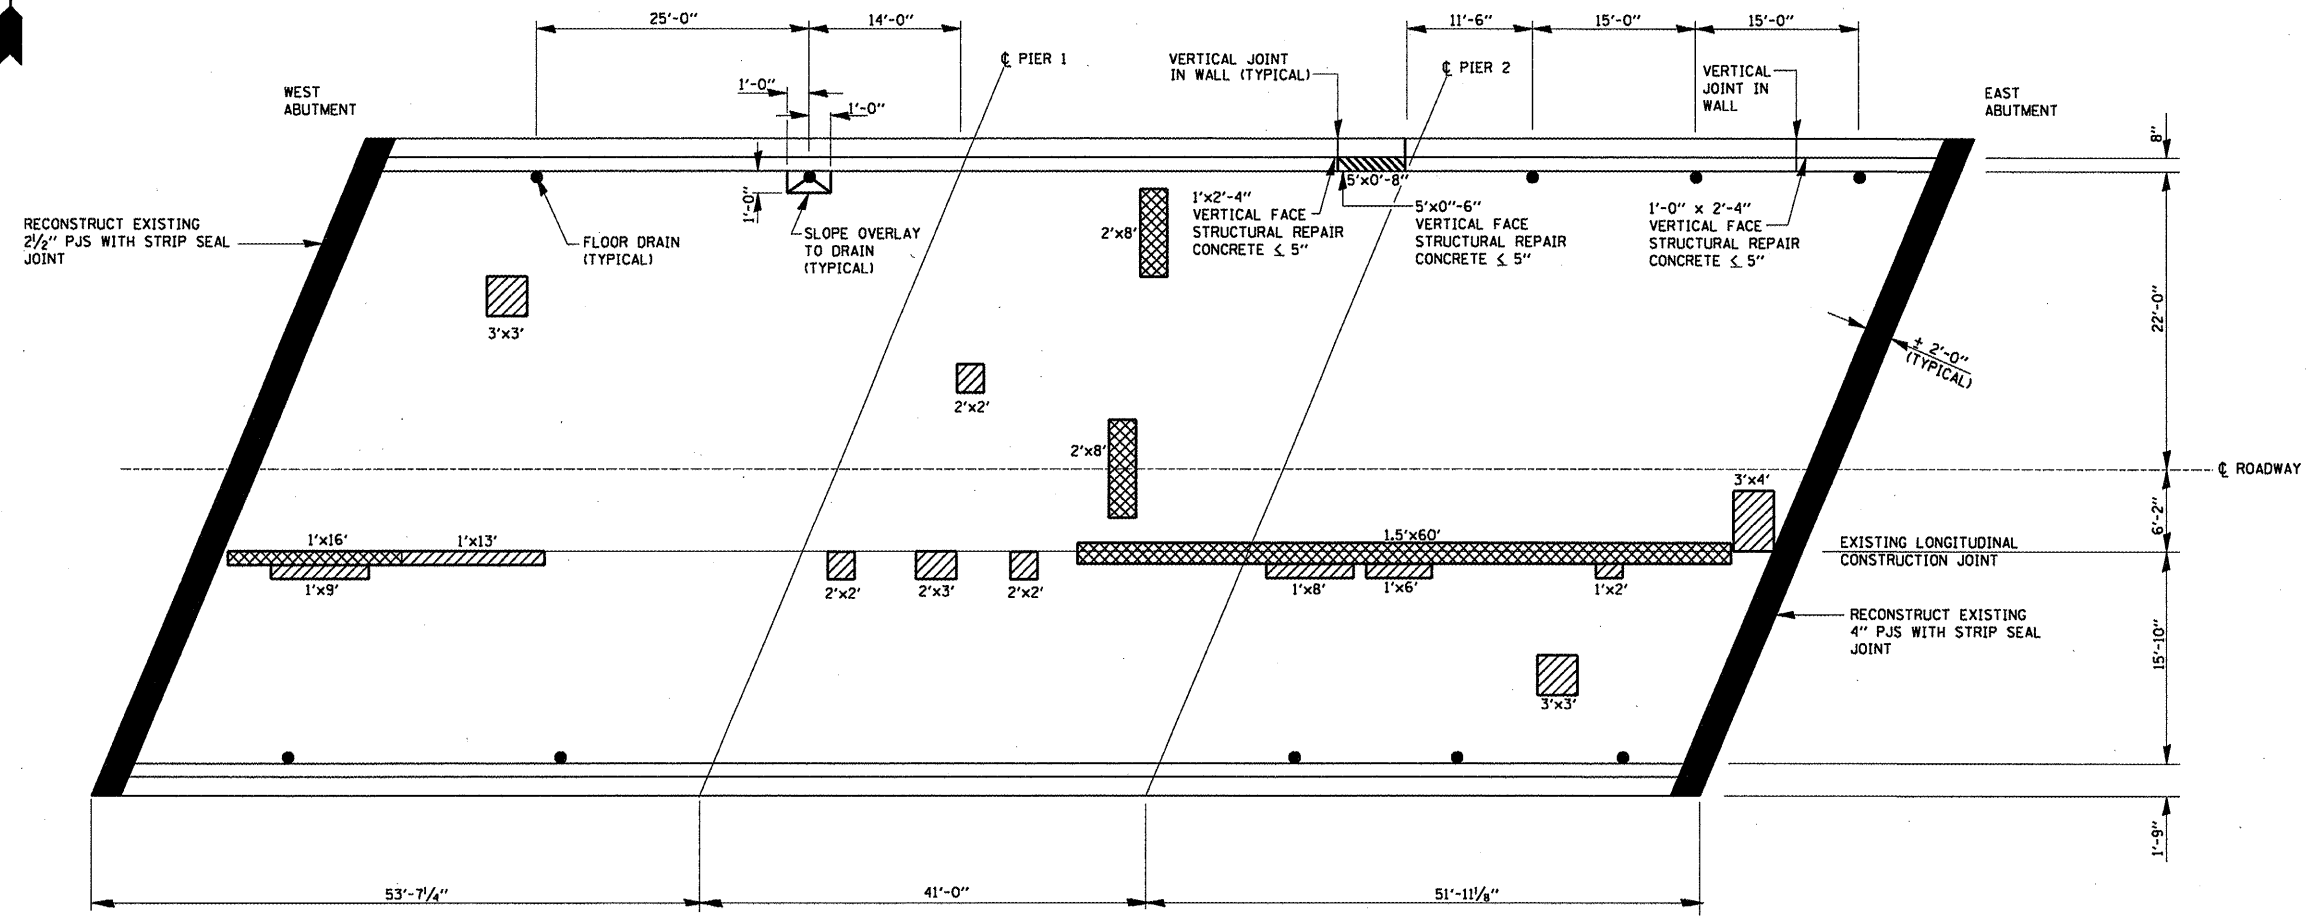 25'-0"
14'-0"
11'-6"
15'-0"
15'-0"
℄ PIER 1
VERTICAL JOINT
IN WALL (TYPICAL)
℄ PIER 2
VERTICAL
JOINT IN
WALL
WEST
ABUTMENT
1'-0"
1'-0"
EAST
ABUTMENT
8"
1'-0"
5'x0'-8"
RECONSTRUCT EXISTING
2½" PJS WITH STRIP SEAL
JOINT
FLOOR DRAIN
(TYPICAL)
SLOPE OVERLAY
TO DRAIN
(TYPICAL)
2'x8'
1'x2'-4"
VERTICAL FACE
STRUCTURAL REPAIR
CONCRETE ≤ 5"
5'x0"-6"
VERTICAL FACE
STRUCTURAL REPAIR
CONCRETE ≤ 5"
1'-0" x 2'-4"
VERTICAL FACE
STRUCTURAL REPAIR
CONCRETE ≤ 5"
22'-0"
3'x3'
± 2'-0"
(TYPICAL)
2'x2'
2'x8'
℄ ROADWAY
3'x4'
6'-2"
1'x16'
1'x13'
1.5'x60'
EXISTING LONGITUDINAL
CONSTRUCTION JOINT
1'x9'
2'x2'
2'x3'
2'x2'
1'x8'
1'x6'
1'x2'
RECONSTRUCT EXISTING
4" PJS WITH STRIP SEAL
JOINT
15'-10"
3'x3'
1'-9"
53'-7¼"
41'-0"
51'-11⅛"